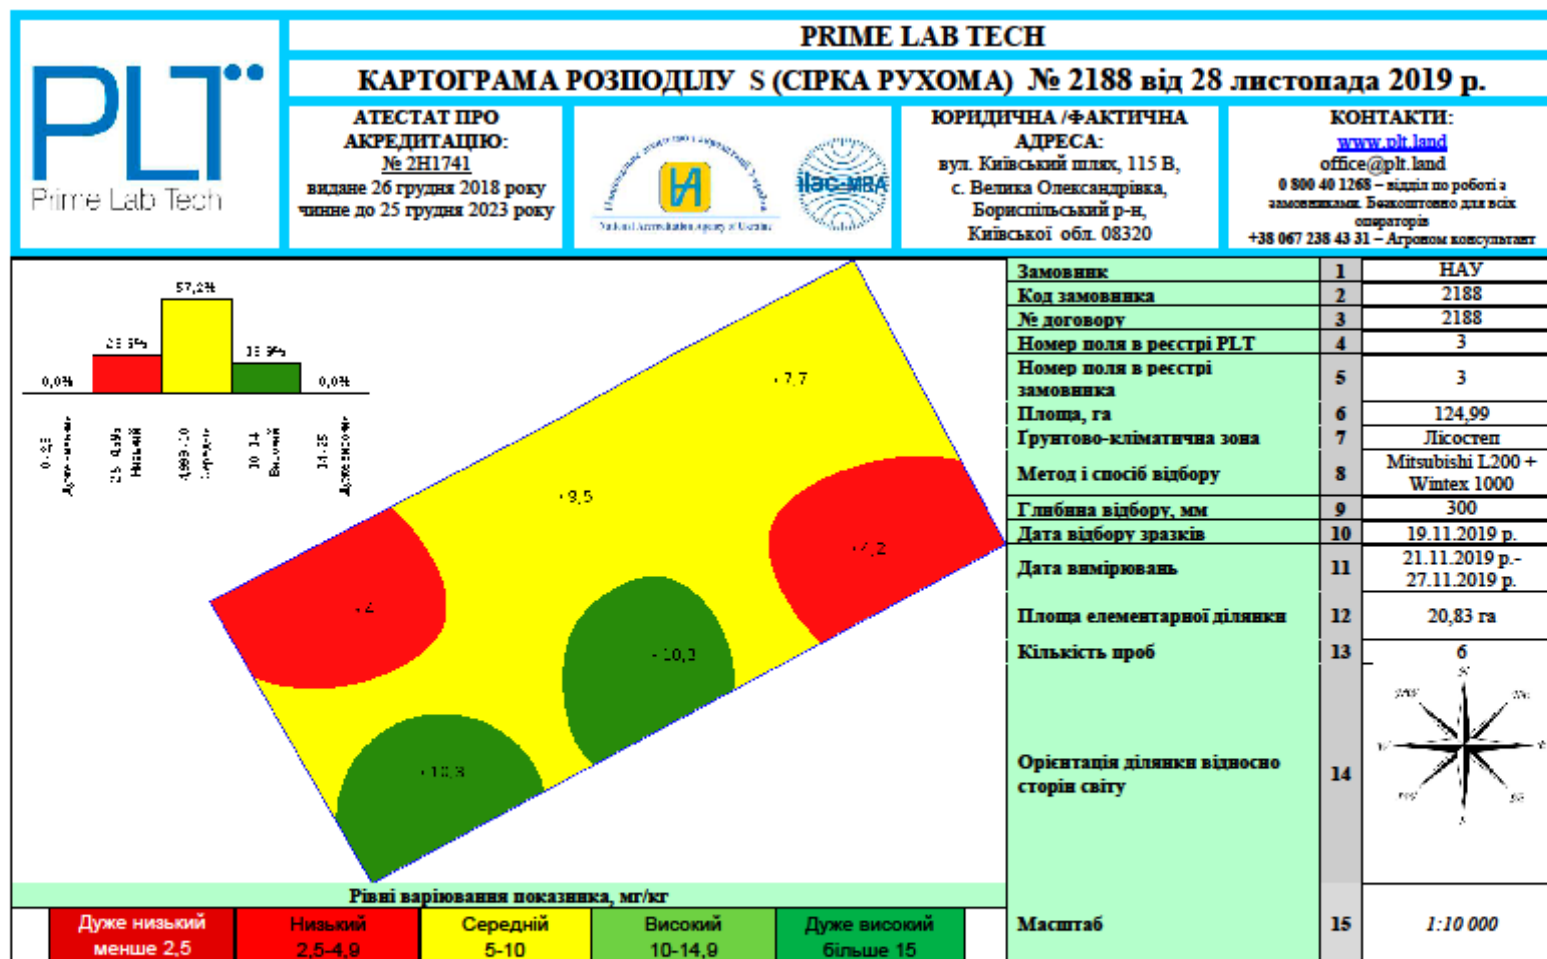 PLT
Prime Lab Tech
PRIME LAB TECH
КАРТОГРАМА РОЗПОДІЛУ S (СІРКА РУХОМА) № 2188 від 28 листопада 2019 р.
АТЕСТАТ ПРО
АКРЕДИТАЦІЮ:
№ 2Н1741
видане 26 грудня 2018 року
чинне до 25 грудня 2023 року
National Accreditation Agency of Ukraine
ilac-MRA
ЮРИДИЧНА /ФАКТИЧНА
АДРЕСА:
вул. Київський шлях, 115 В,
с. Велика Олександрівка,
Бориспільський р-н,
Київської обл. 08320
КОНТАКТИ:
www.plt.land
office@plt.land
0 800 40 1268 – відділ по роботі з
замовниками. Безкоштовно для всіх
операторів
+38 067 238 43 31 – Агроном консультант
57,2%
0,0%
0,0%
7,7
10,3
Замовник 1 НАУ
Код замовника 2 2188
№ договору 3 2188
Номер поля в реєстрі PLT 4 3
Номер поля в реєстрі
замовника 5 3
Площа, га 6 124,99
Ґрунтово-кліматична зона 7 Лісостеп
Метод і спосіб відбору 8 Mitsubishi L200 +
Wintex 1000
Глибина відбору, мм 9 300
Дата відбору зразків 10 19.11.2019 р.
Дата вимірювань 11 21.11.2019 р.-
27.11.2019 р.
Площа елементарної ділянки 12 20,83 га
Кількість проб 13 6
Орієнтація ділянки відносно
сторін світу 14
Масштаб 15 1:10 000
Рівні варіювання показника, мг/кг
Дуже низький Низький Середній Високий Дуже високий
менше 2,5 2,5-4,9 5-10 10-14,9 більше 15